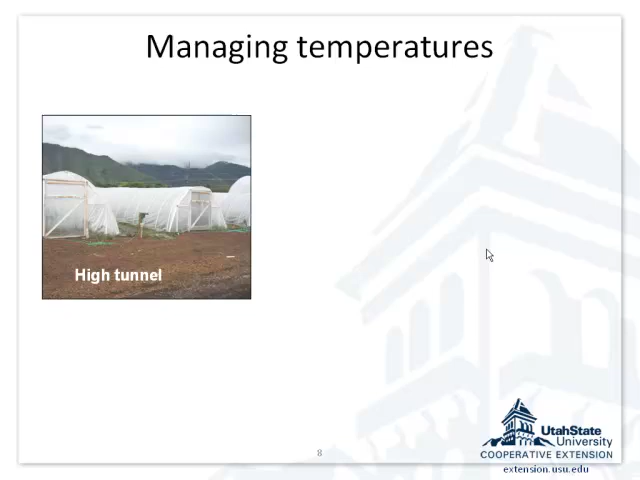 Managing temperatures
High tunnel
8
UtahState
University
COOPERATIVE EXTENSION
extension.usu.edu